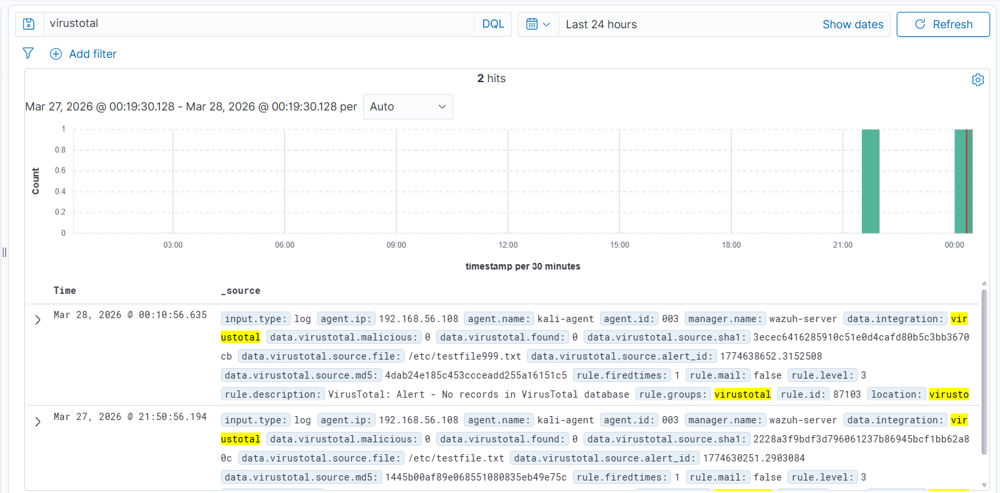 virustotal DQL Last 24 hours Show dates Refresh
Add filter
2 hits
Mar 27, 2026 @ 00:19:30.128 - Mar 28, 2026 @ 00:19:30.128 per Auto
1
0.8
0.6
0.4
0.2
0
Count
03:00 06:00 09:00 12:00 15:00 18:00 21:00 00:00
timestamp per 30 minutes
Time _source
Mar 28, 2026 @ 00:10:56.635 input.type: log agent.ip: 192.168.56.108 agent.name: kali-agent agent.id: 003 manager.name: wazuh-server data.integration: vir
ustotal data.virustotal.malicious: 0 data.virustotal.found: 0 data.virustotal.source.sha1: 3ecec6416285910c51e0d4cafd80b5c3bb3670
cb data.virustotal.source.file: /etc/testfile999.txt data.virustotal.source.alert_id: 1774638652.3152508
data.virustotal.source.md5: 4dab24e185c453ccceadd255a16151c5 rule.firedtimes: 1 rule.mail: false rule.level: 3
rule.description: VirusTotal: Alert - No records in VirusTotal database rule.groups: virustotal rule.id: 87103 location: virusto
Mar 27, 2026 @ 21:50:56.194 input.type: log agent.ip: 192.168.56.108 agent.name: kali-agent agent.id: 003 manager.name: wazuh-server data.integration: vir
ustotal data.virustotal.malicious: 0 data.virustotal.found: 0 data.virustotal.source.sha1: 2228a3f9bdf3d796061237b86945bcf1bb62a8
0c data.virustotal.source.file: /etc/testfile.txt data.virustotal.source.alert_id: 1774630251.2903084
data.virustotal.source.md5: 1445b00af89e068551080835eb49e75c rule.firedtimes: 1 rule.mail: false rule.level: 3